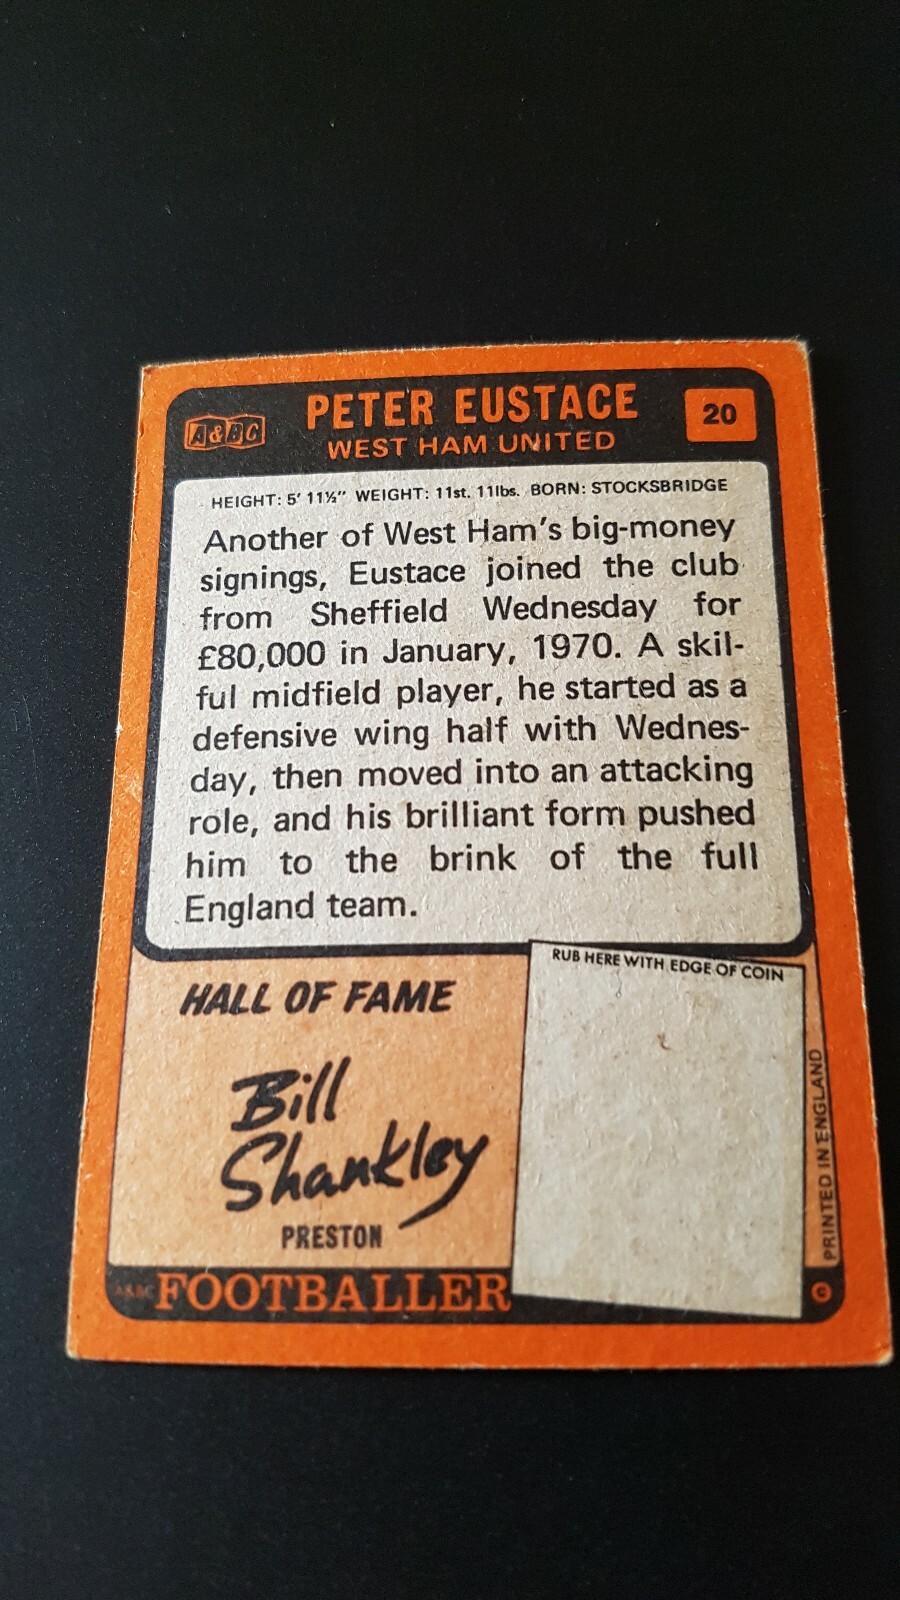 A&BC
PETER EUSTACE
20
WEST HAM UNITED
HEIGHT: 5' 11½" WEIGHT: 11st. 11lbs. BORN: STOCKSBRIDGE
Another of West Ham's big-money
signings, Eustace joined the club
from Sheffield Wednesday for
£80,000 in January, 1970. A skil-
ful midfield player, he started as a
defensive wing half with Wednes-
day, then moved into an attacking
role, and his brilliant form pushed
him to the brink of the full
England team.
RUB HERE WITH EDGE OF COIN
HALL OF FAME
Bill
Shankley
PRESTON
A&BC FOOTBALLER
PRINTED IN ENGLAND
©